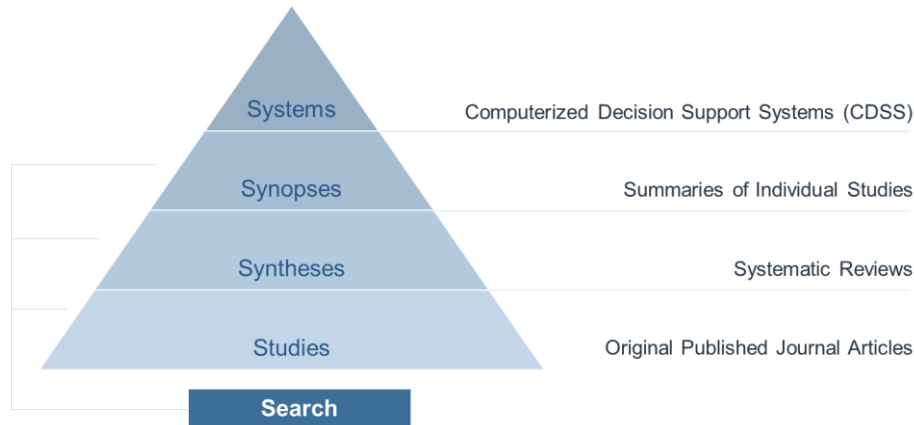 Systems
Computerized Decision Support Systems (CDSS)
Synopses
Summaries of Individual Studies
Syntheses
Systematic Reviews
Studies
Original Published Journal Articles
Search